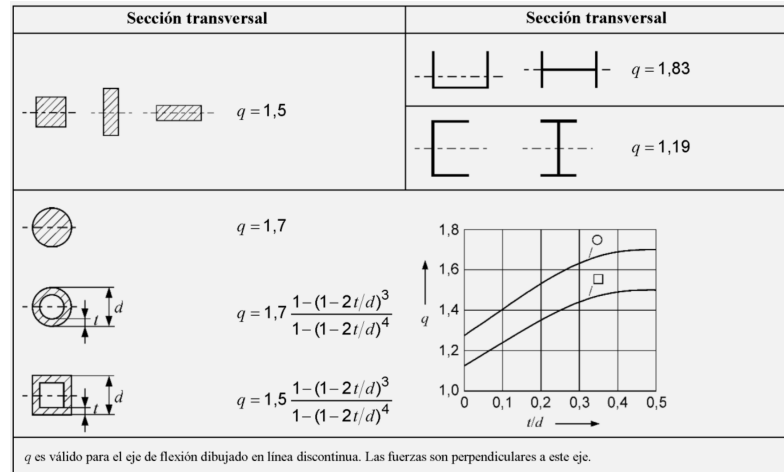 Sección transversal
Sección transversal
q = 1,5
q = 1,83
q = 1,19
q = 1,7
t d
q = 1,7 1−(1−2t/d)³ / 1−(1−2t/d)⁴
t d
q = 1,5 1−(1−2t/d)³ / 1−(1−2t/d)⁴
1,8
1,6
1,4
1,2
1,0
q
0 0,1 0,2 0,3 0,4 0,5
t/d
q es válido para el eje de flexión dibujado en línea discontinua. Las fuerzas son perpendiculares a este eje.